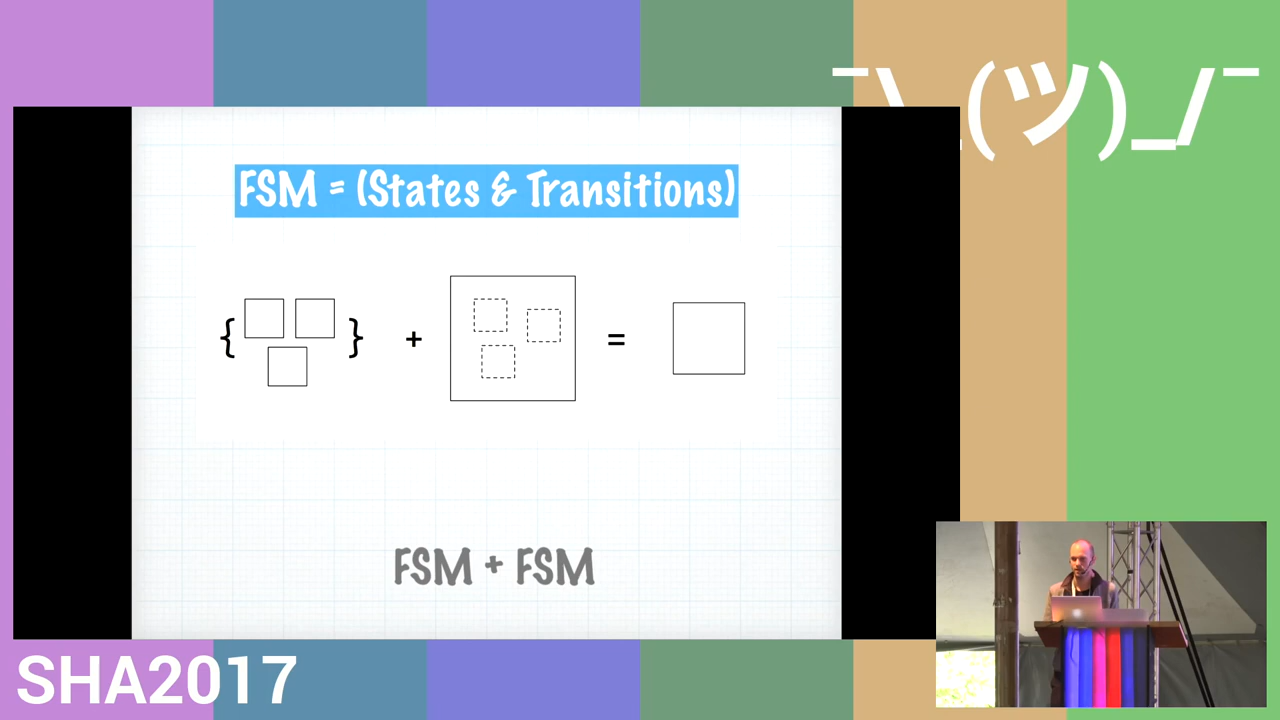 ¯\_(ツ)_/¯
FSM = (States & Transitions)
{ } + =
FSM + FSM
SHA2017